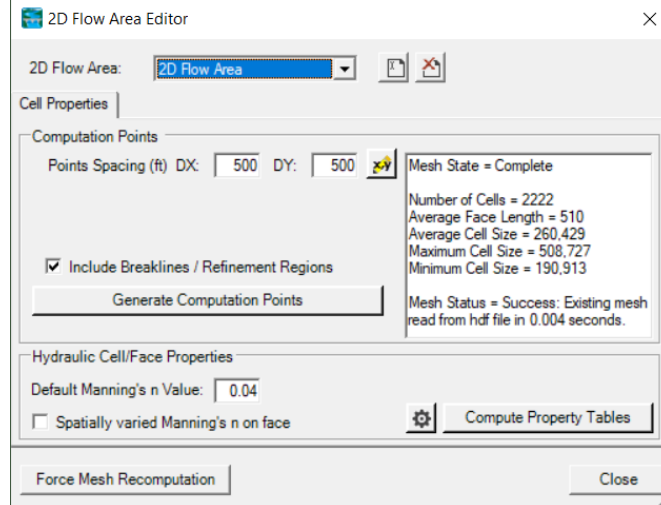 2D Flow Area Editor
2D Flow Area: 2D Flow Area
Cell Properties
Computation Points
Points Spacing (ft) DX: 500 DY: 500
Mesh State = Complete
Number of Cells = 2222
Average Face Length = 510
Average Cell Size = 260,429
Maximum Cell Size = 508,727
Minimum Cell Size = 190,913
Mesh Status = Success: Existing mesh
read from hdf file in 0.004 seconds.
Include Breaklines / Refinement Regions
Generate Computation Points
Hydraulic Cell/Face Properties
Default Manning's n Value: 0.04
Spatially varied Manning's n on face
Compute Property Tables
Force Mesh Recomputation
Close